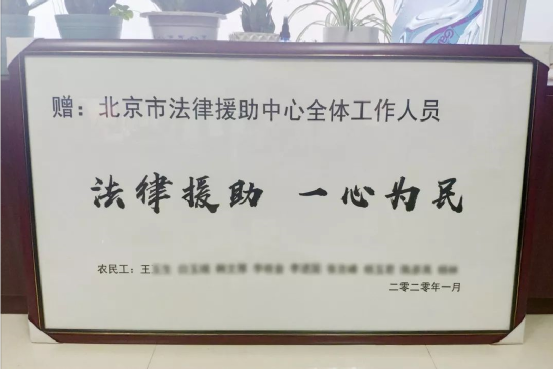 赠：北京市法律援助中心全体工作人员
法律援助 一心为民
农民工：王
二零二零年一月